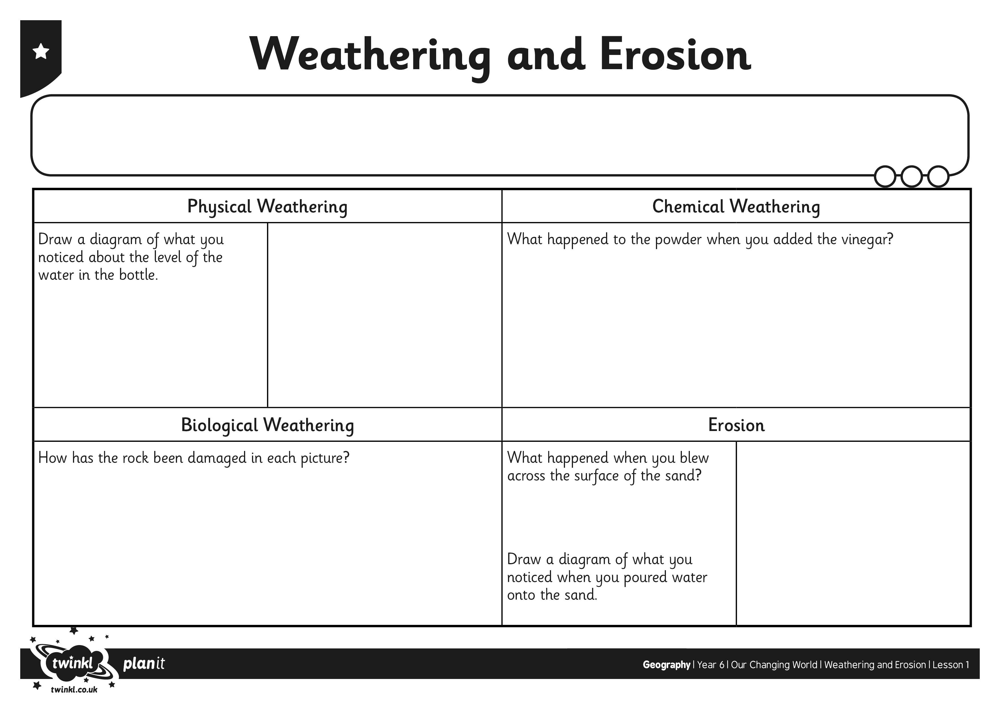 Weathering and Erosion
Physical Weathering
Draw a diagram of what you
noticed about the level of the
water in the bottle.
Chemical Weathering
What happened to the powder when you added the vinegar?
Biological Weathering
How has the rock been damaged in each picture?
Erosion
What happened when you blew
across the surface of the sand?
Draw a diagram of what you
noticed when you poured water
onto the sand.
twinkl
planit
twinkl.co.uk
Geography | Year 6 | Our Changing World | Weathering and Erosion | Lesson 1